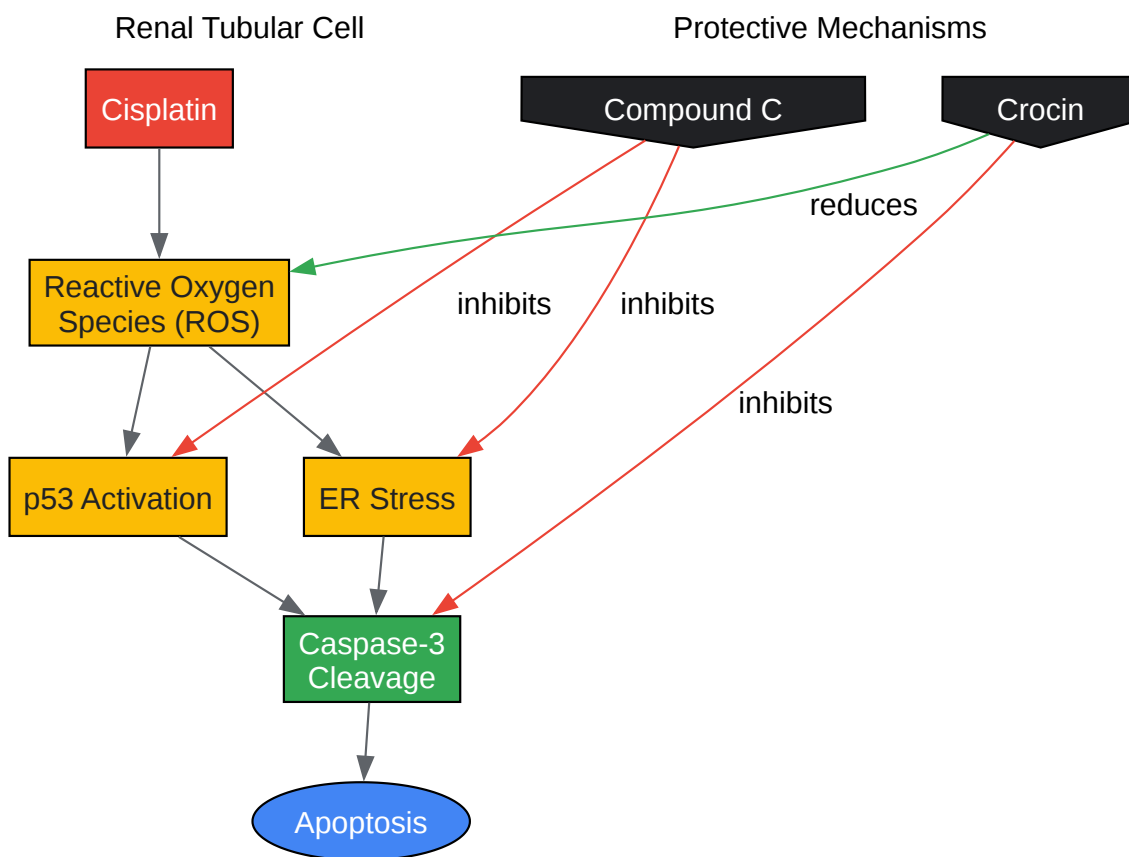 Renal Tubular Cell
Protective Mechanisms
Cisplatin
Compound C
Crocin
reduces
Reactive Oxygen
Species (ROS)
inhibits
inhibits
inhibits
p53 Activation
ER Stress
Caspase-3
Cleavage
Apoptosis